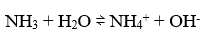 NH₃ + H₂O ⇌ NH₄⁺ + OH⁻